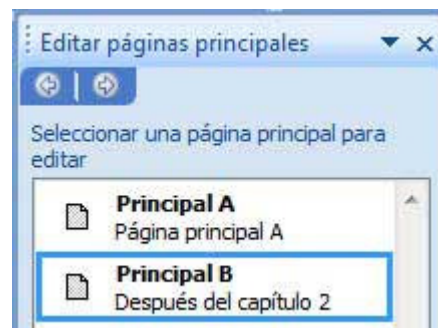 Editar páginas principales
Seleccionar una página principal para
editar
Principal A
Página principal A
Principal B
Después del capítulo 2